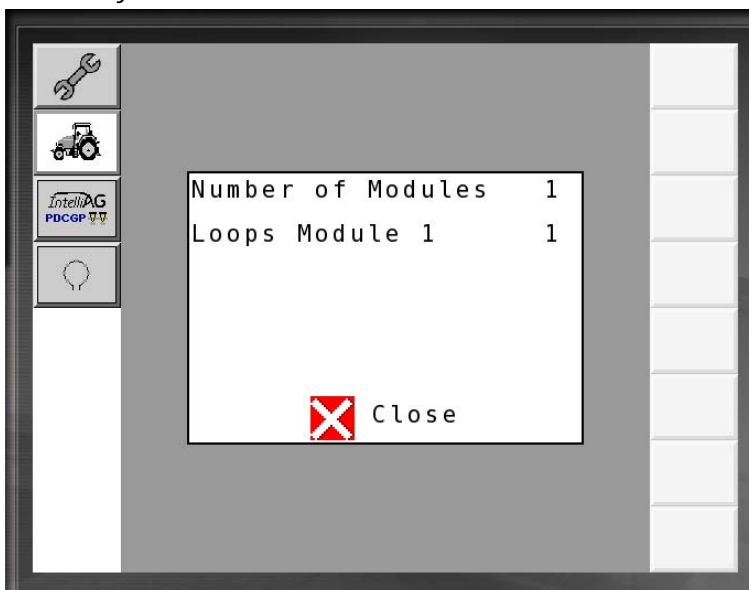 IntelliAG
PDCGP
Number of Modules 1
Loops Module 1 1
Close